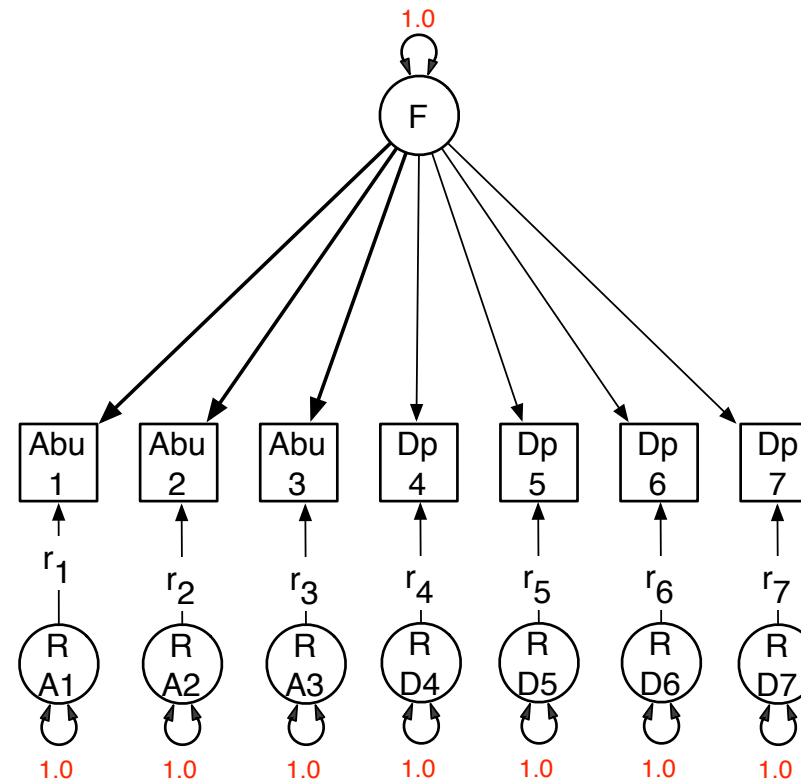 1.0
F
Abu Abu Abu Dp Dp Dp Dp
1 2 3 4 5 6 7
r1 r2 r3 r4 r5 r6 r7
R R R R R R R
A1 A2 A3 D4 D5 D6 D7
1.0 1.0 1.0 1.0 1.0 1.0 1.0